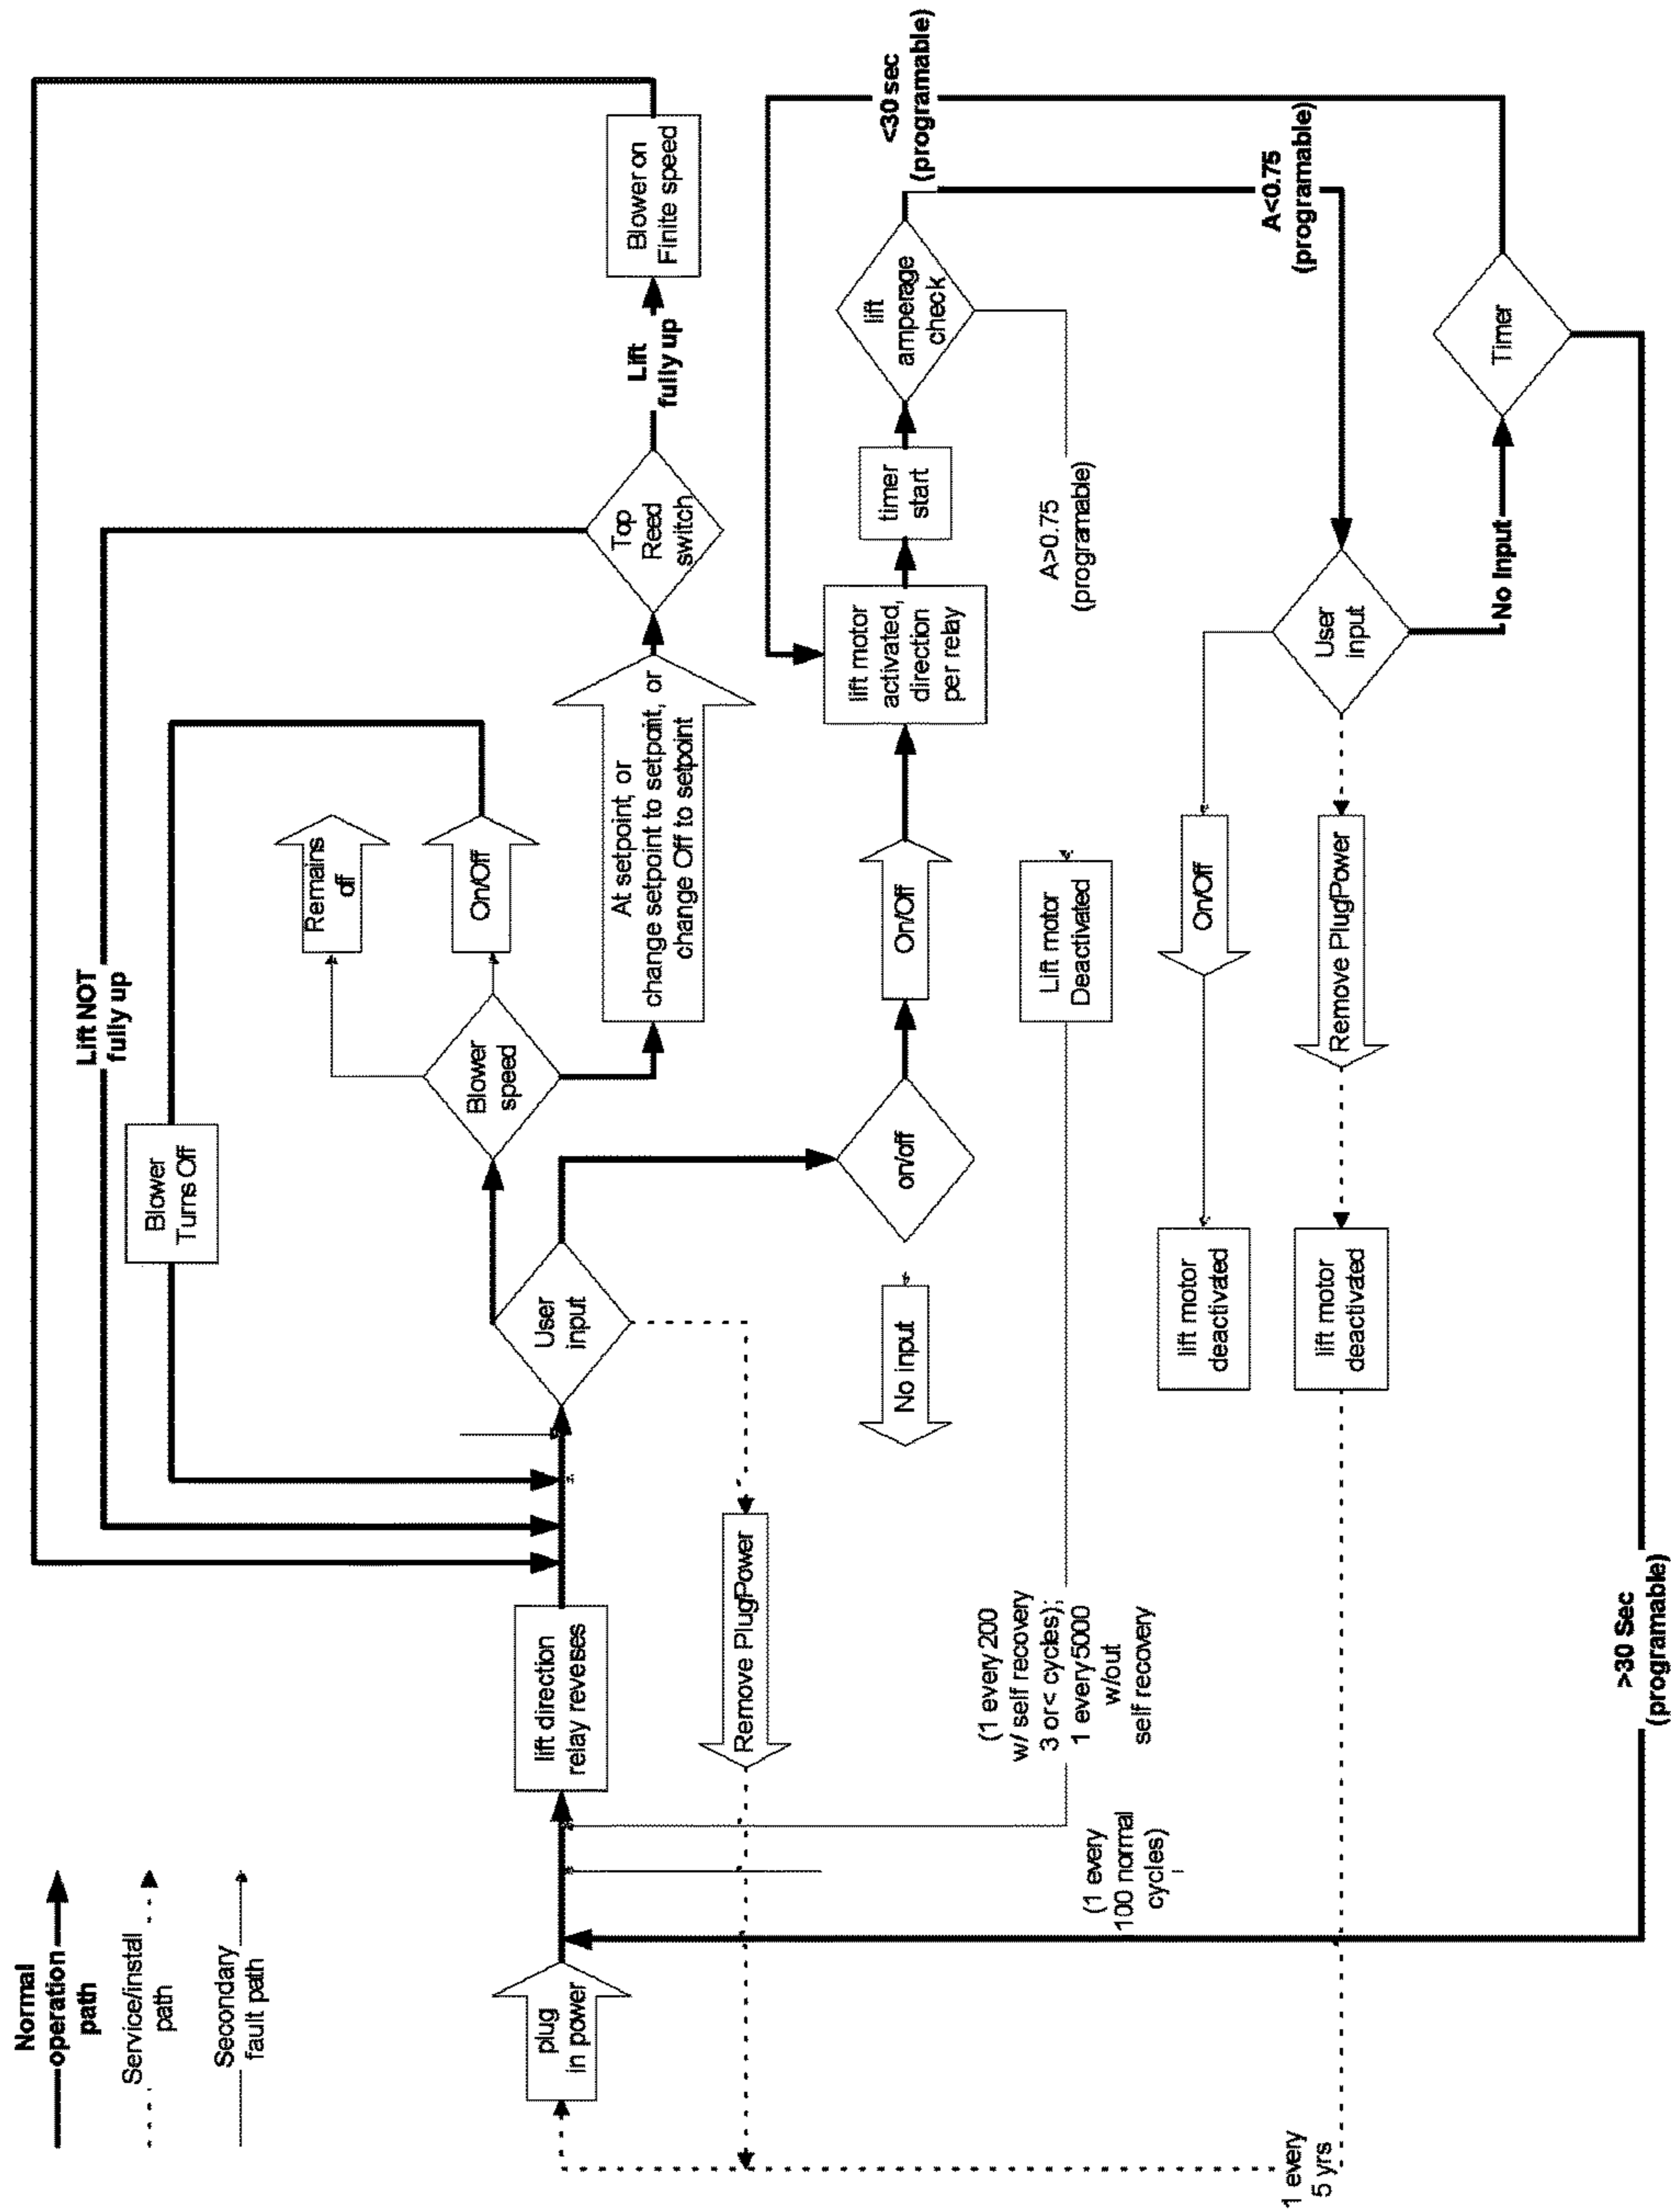 Normal
operation
path
Service/install
path
Secondary
fault path
plug
in power
lift direction
relay reveses
User
input
Blower
Turns Off
Lift NOT
fully up
Blower
speed
Remains
off
On/Off
At setpoint, or
change setpoint to setpoint, or
change Off to setpoint
Top
Reed
switch
Lift
fully up
Blower on
Finite speed
Remove PlugPower
No input
on/off
On/Off
lift motor
activated,
direction
per relay
timer
start
lift
amperage
check
<30 sec
(programable)
A>0.75
(programable)
A<0.75
(programable)
Lift motor
Deactivated
(1 every 200
w/ self recovery
3 or< cycles);
1 every 5000
w/out
self recovery
(1 every
100 normal
cycles)
lift motor
deactivated
On/Off
User
input
lift motor
deactivated
Remove PlugPower
No Input
Timer
1 every
5 yrs
>30 Sec
(programable)